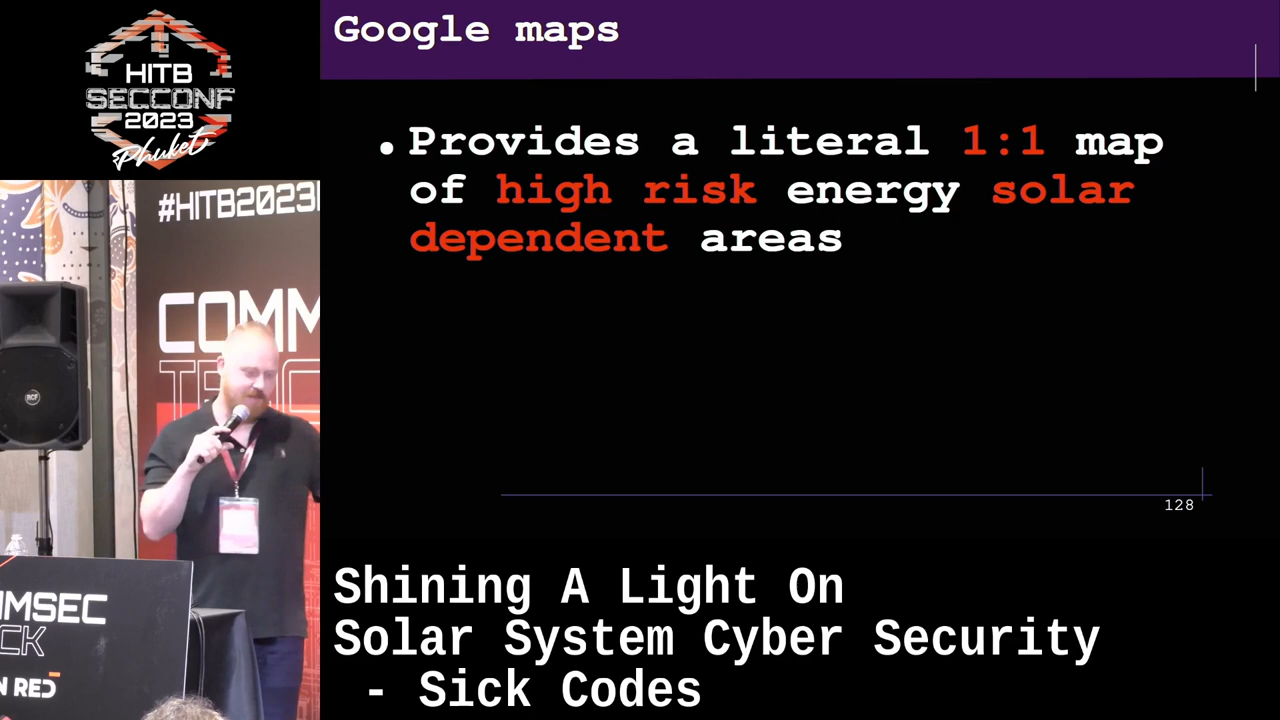 HITB
SECCONF
2023
Phuket
Google maps
• Provides a literal 1:1 map
of high risk energy solar
dependent areas
128
#HITB2023
COMM
RCF
MSEC
CK
N RED
Shining A Light On
Solar System Cyber Security
- Sick Codes